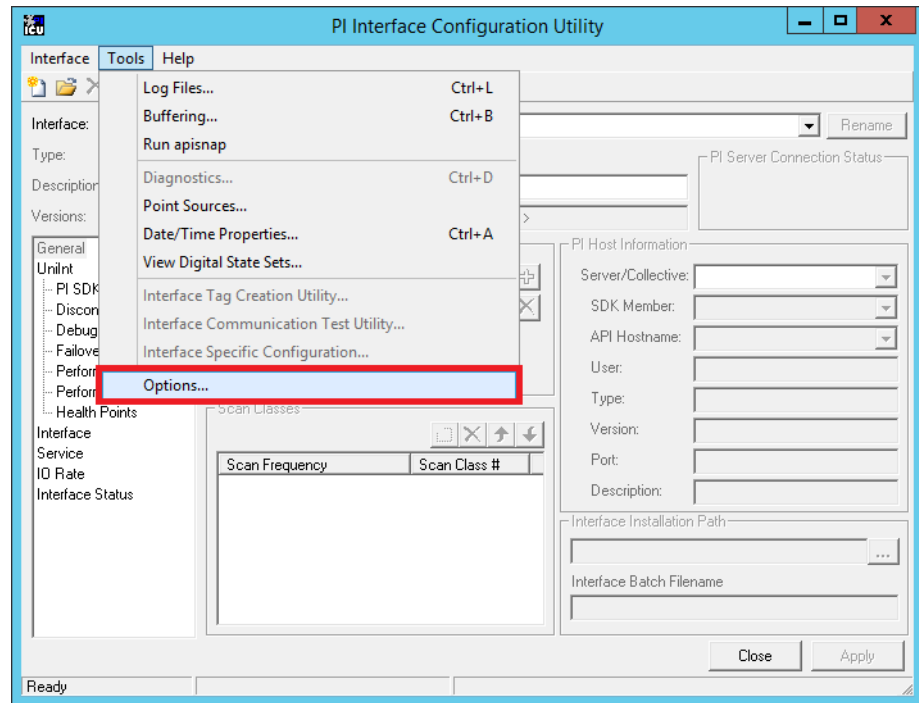 ICU
PI Interface Configuration Utility
Interface Tools Help
Log Files... Ctrl+L
Buffering... Ctrl+B
Run apisnap
Diagnostics... Ctrl+D
Point Sources...
Date/Time Properties... Ctrl+A
View Digital State Sets...
Interface Tag Creation Utility...
Interface Communication Test Utility...
Interface Specific Configuration...
Options...
Interface:
Rename
Type:
PI Server Connection Status
Description
Versions:
>
General
UniInt
PI SDK
Discon
Debug
Failove
Perforr
Perforr
Health Points
Interface
Service
IO Rate
Interface Status
PI Host Information
Server/Collective:
SDK Member:
API Hostname:
User:
Type:
Version:
Port:
Description:
Scan Classes
Scan Frequency Scan Class #
Interface Installation Path
...
Interface Batch Filename
Close Apply
Ready